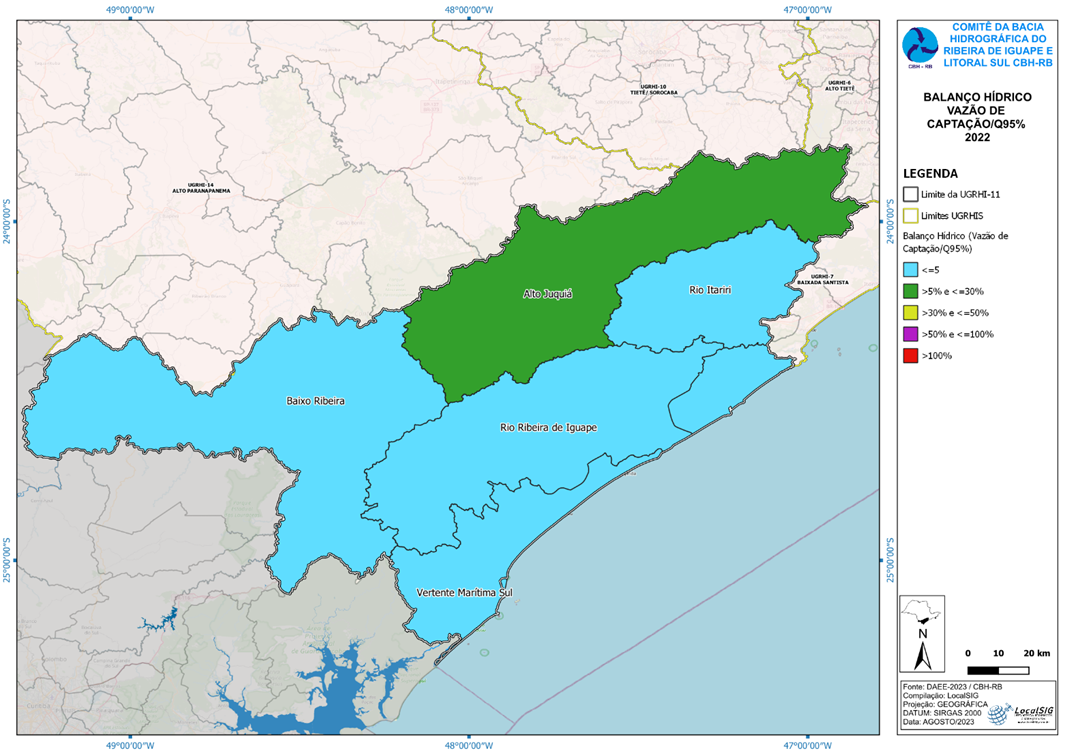 49°00'00"W
48°00'00"W
47°00'00"W
24°00'00"S
25°00'00"S
24°00'00"S
25°00'00"S
49°00'00"W
48°00'00"W
47°00'00"W
UGRHI-10
TIETÊ/ SOROCABA
UGRHI-6
ALTO TIETÊ
UGRHI-14
ALTO PARANAPANEMA
UGRHI-7
BAIXADA SANTISTA
Alto Juquiá
Rio Itariri
Baixo Ribeira
Rio Ribeira de Iguape
Vertente Marítima Sul
CBH - RB
COMITÊ DA BACIA
HIDROGRÁFICA DO
RIBEIRA DE IGUAPE E
LITORAL SUL CBH-RB
BALANÇO HÍDRICO
VAZÃO DE
CAPTAÇÃO/Q95%
2022
LEGENDA
Limite da UGRHI-11
Limites UGRHIS
Balanço Hídrico (Vazão de
Captação/Q95%)
<=5
>5% e <=30%
>30% e <=50%
>50% e <=100%
>100%
N
0 10 20 km
Fonte: DAEE-2023 / CBH-RB
Compilação: LocalSIG
Projeção: GEOGRÁFICA
DATUM: SIRGAS 2000
Data: AGOSTO/2023
LocalSIG